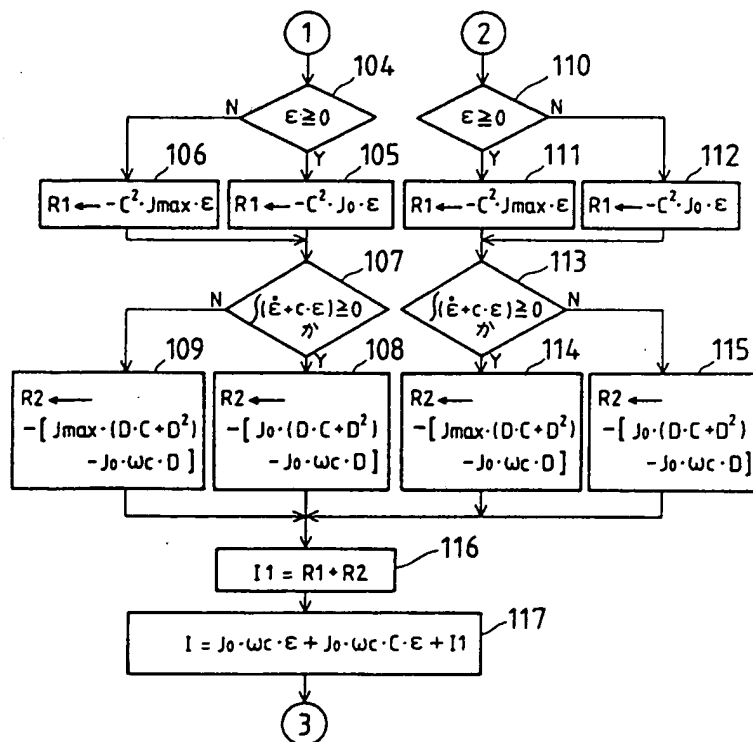 1
2
104
110
ε≧0
ε≧0
N
Y
Y
N
106
105
111
112
R1 ← -C²·Jmax·ε
R1 ← -C²·J₀·ε
R1 ← -C²·Jmax·ε
R1 ← -C²·J₀·ε
107
113
∫(ε̇+c·ε)≧0
か
∫(ε̇+c·ε)≧0
か
N
Y
Y
N
109
108
114
115
R2 ←
-[Jmax·(D·C+D²)
-J₀·ωc·D]
R2 ←
-[J₀·(D·C+D²)
-J₀·ωc·D]
R2 ←
-[Jmax·(D·C+D²)
-J₀·ωc·D]
R2 ←
-[J₀·(D·C+D²)
-J₀·ωc·D]
116
I1 = R1+R2
117
I = J₀·ωc·ε + J₀·ωc·C·ε + I1
3